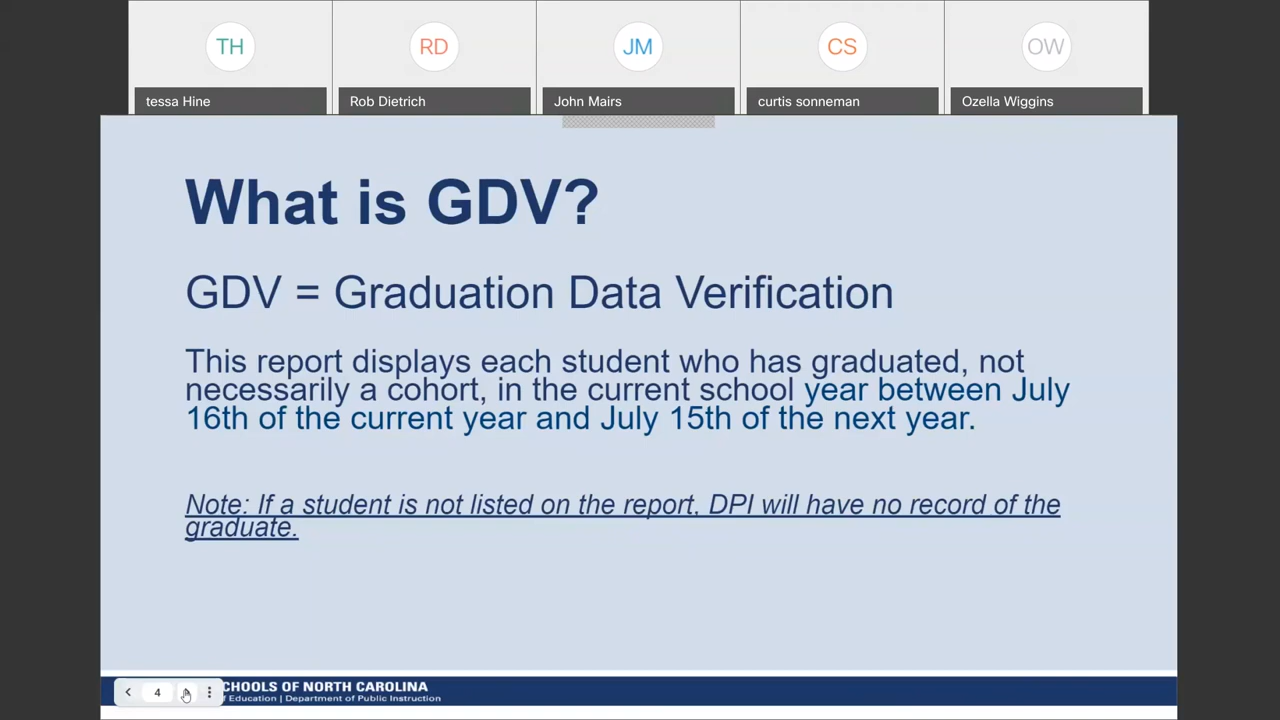 TH
RD
JM
CS
OW
tessa Hine
Rob Dietrich
John Mairs
curtis sonneman
Ozella Wiggins
What is GDV?
GDV = Graduation Data Verification
This report displays each student who has graduated, not
necessarily a cohort, in the current school year between July
16th of the current year and July 15th of the next year.
Note: If a student is not listed on the report, DPI will have no record of the
graduate.
4
CHOOLS OF NORTH CAROLINA
f Education | Department of Public Instruction